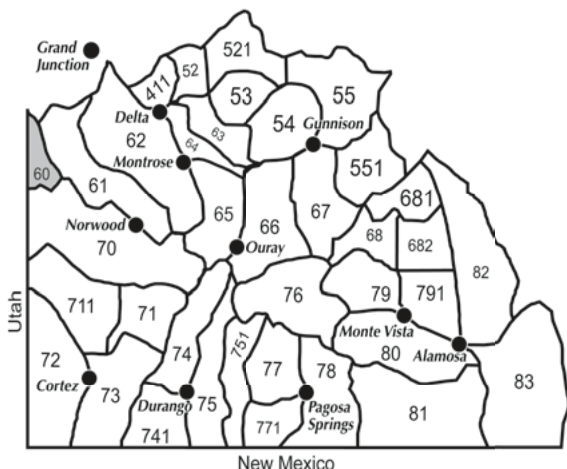 Grand
Junction
52
521
411
53
55
Delta
54
Gunnison
62
63
64
Montrose
551
60
61
681
65
66
67
Norwood
68
682
70
Ouray
82
76
79
791
711
71
Utah
Monte Vista
751
74
77
78
80
Alamosa
72
Cortez
73
83
Durango
75
Pagosa
Springs
81
741
771
New Mexico